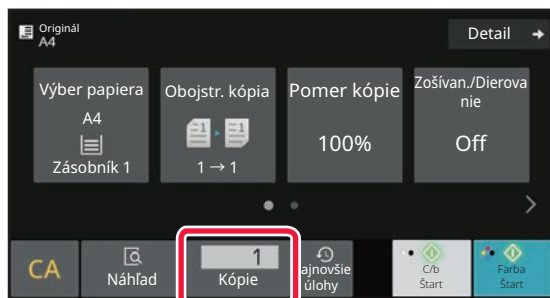 Originál
A4
Detail
Výber papiera
A4
Zásobník 1
Obojstr. kópia
1 → 1
Pomer kópie
100%
Zošívan./Dierova
nie
Off
CA
Náhľad
1
Kópie
ajnovšie
úlohy
C/b
Štart
Farba
Štart